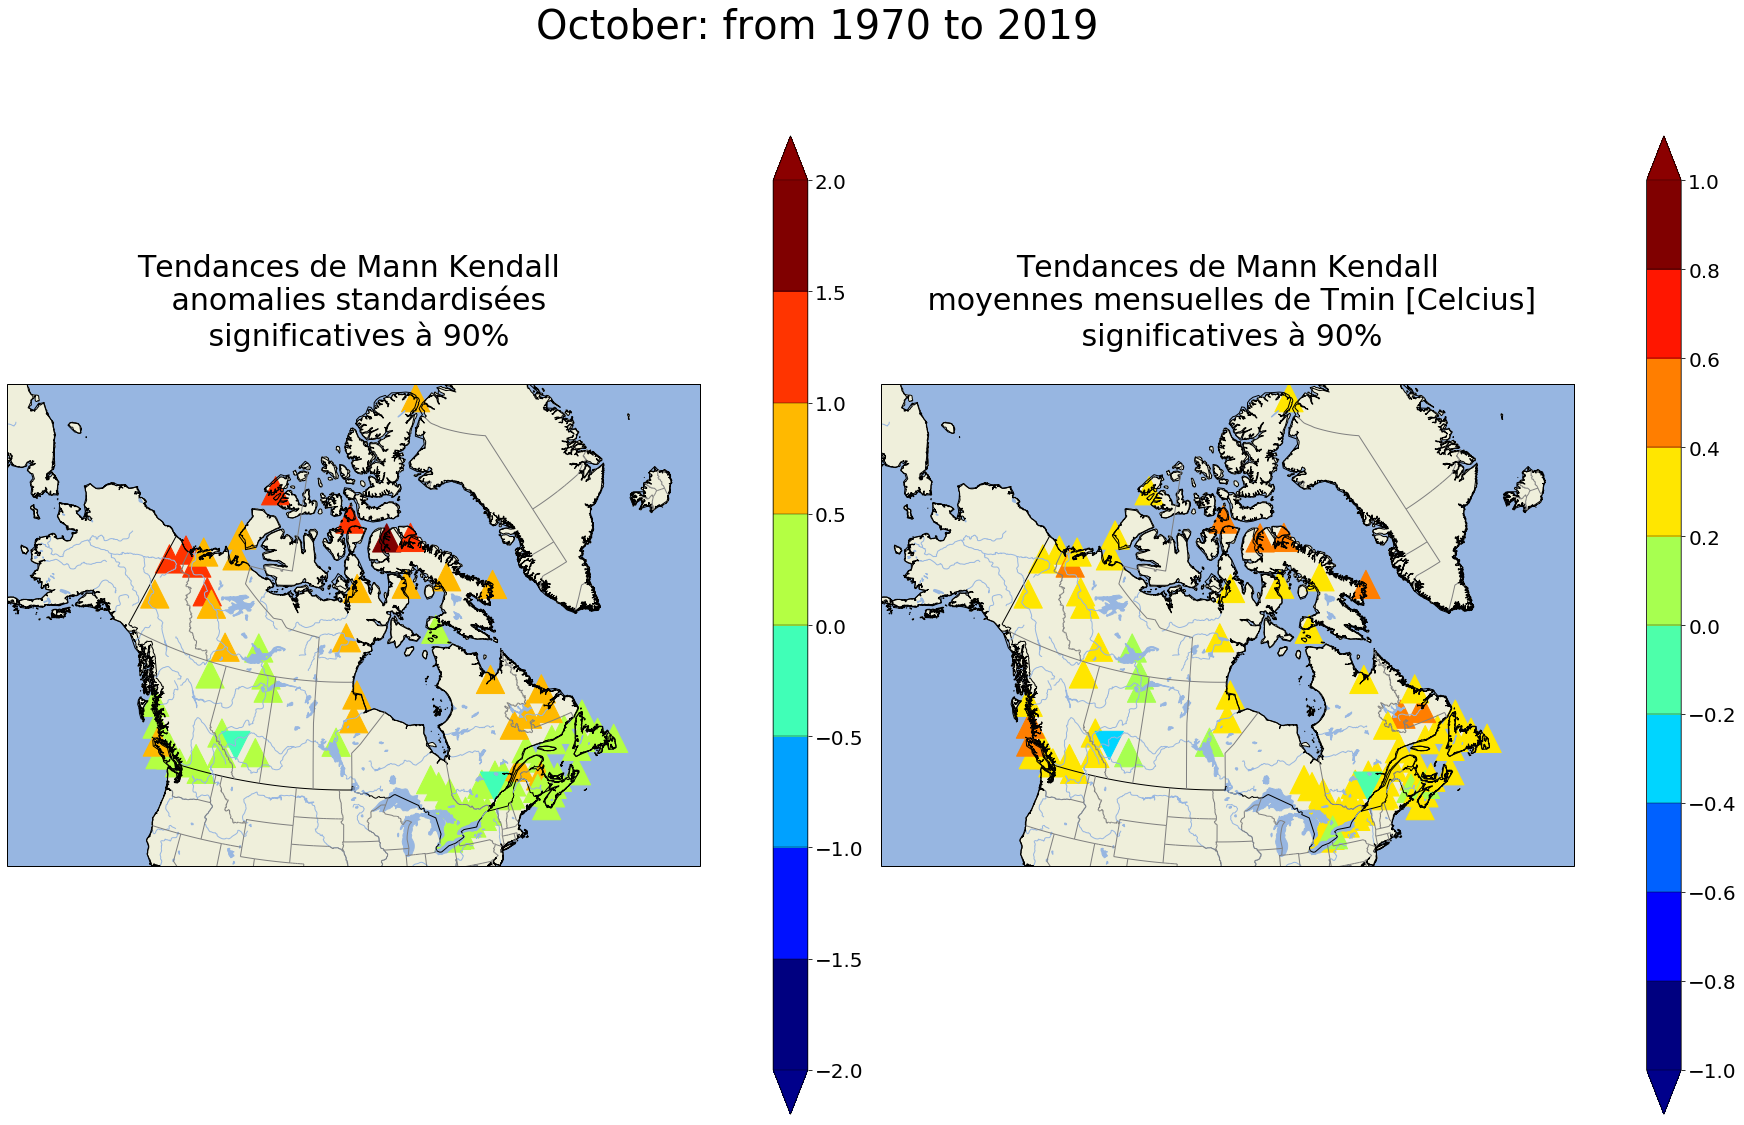 October: from 1970 to 2019
Tendances de Mann Kendall
anomalies standardisées
significatives à 90%
2.0
1.5
1.0
0.5
0.0
−0.5
−1.0
−1.5
−2.0
Tendances de Mann Kendall
moyennes mensuelles de Tmin [Celcius]
significatives à 90%
1.0
0.8
0.6
0.4
0.2
0.0
−0.2
−0.4
−0.6
−0.8
−1.0